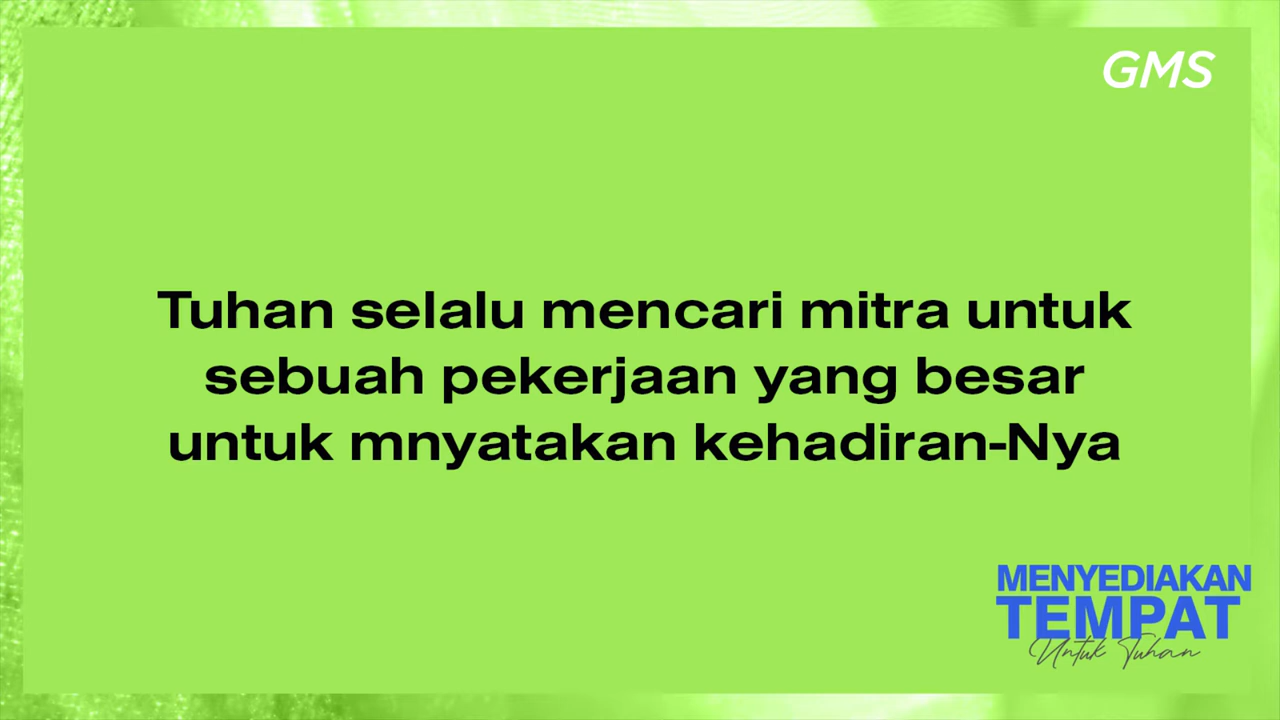 GMS
Tuhan selalu mencari mitra untuk
sebuah pekerjaan yang besar
untuk mnyatakan kehadiran-Nya
MENYEDIAKAN
TEMPAT
Untuk Tuhan